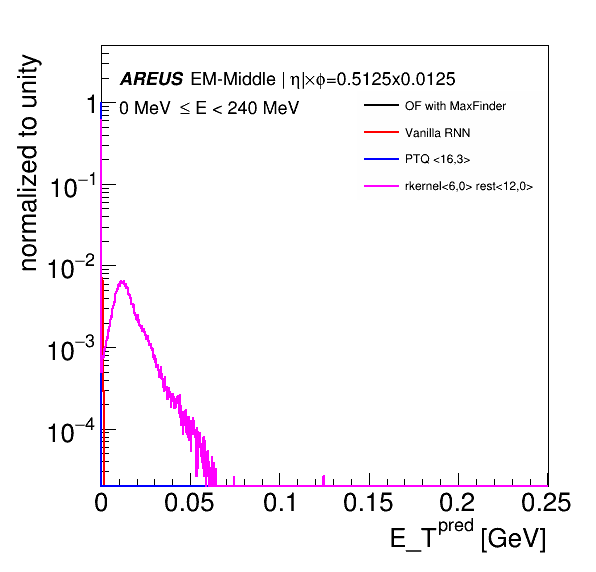 normalized to unity
AREUS EM-Middle | η|×ϕ=0.5125x0.0125
0 MeV ≤ E < 240 MeV
OF with MaxFinder
Vanilla RNN
PTQ <16,3>
rkernel<6,0> rest<12,0>
1
10⁻¹
10⁻²
10⁻³
10⁻⁴
0 0.05 0.1 0.15 0.2 0.25
E_T^pred [GeV]